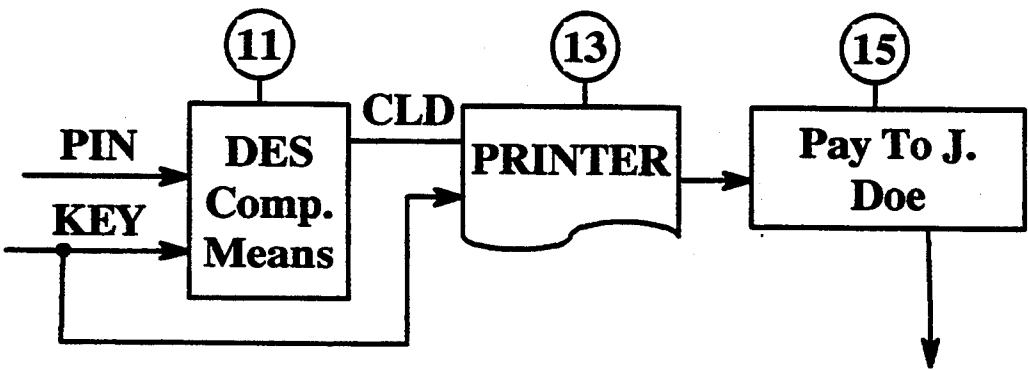 11
13
15
PIN
KEY
DES
Comp.
Means
CLD
PRINTER
Pay To J.
Doe